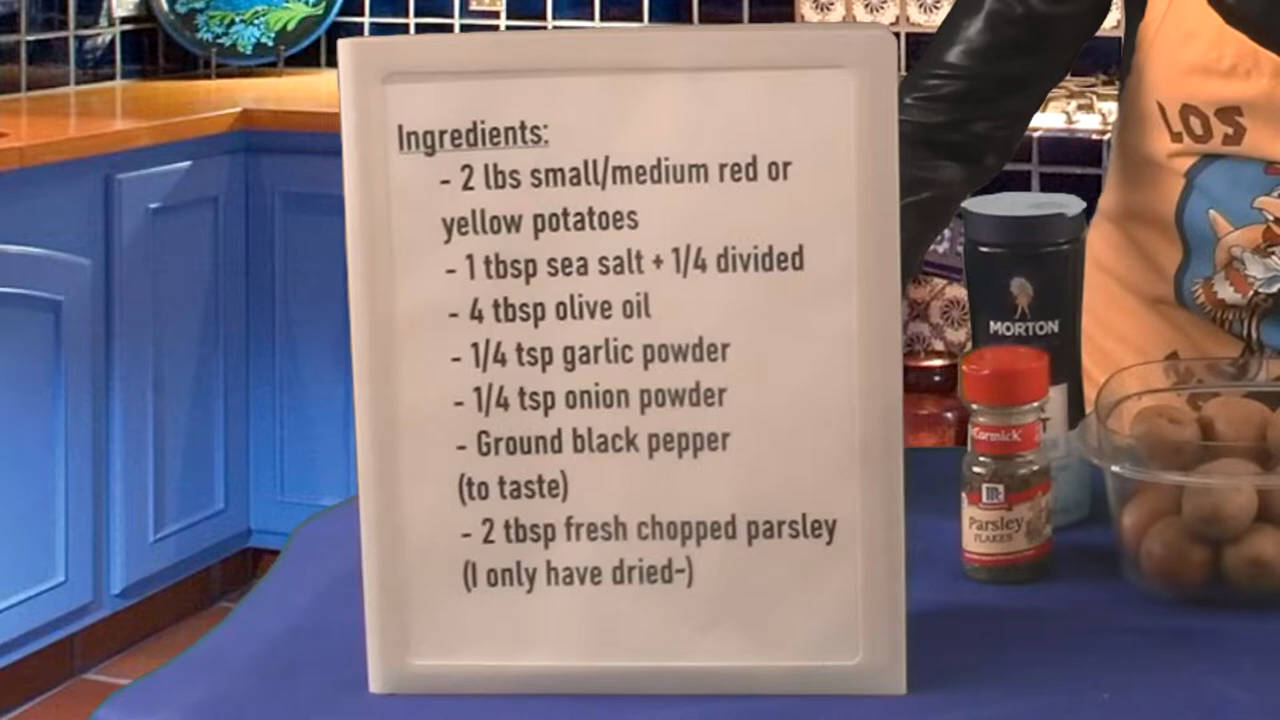 Ingredients:
- 2 lbs small/medium red or
yellow potatoes
- 1 tbsp sea salt + 1/4 divided
- 4 tbsp olive oil
- 1/4 tsp garlic powder
- 1/4 tsp onion powder
- Ground black pepper
(to taste)
- 2 tbsp fresh chopped parsley
(I only have dried-)
LOS
MORTON
McCormick
Parsley
FLAKES